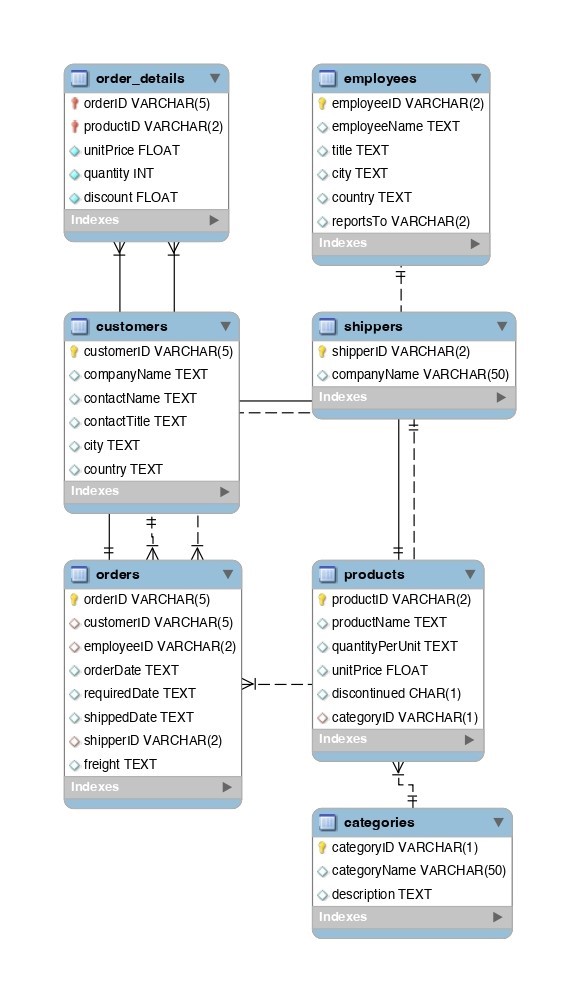 order_details
orderID VARCHAR(5)
productID VARCHAR(2)
unitPrice FLOAT
quantity INT
discount FLOAT
Indexes
employees
employeeID VARCHAR(2)
employeeName TEXT
title TEXT
city TEXT
country TEXT
reportsTo VARCHAR(2)
Indexes
customers
customerID VARCHAR(5)
companyName TEXT
contactName TEXT
contactTitle TEXT
city TEXT
country TEXT
Indexes
shippers
shipperID VARCHAR(2)
companyName VARCHAR(50)
Indexes
orders
orderID VARCHAR(5)
customerID VARCHAR(5)
employeeID VARCHAR(2)
orderDate TEXT
requiredDate TEXT
shippedDate TEXT
shipperID VARCHAR(2)
freight TEXT
Indexes
products
productID VARCHAR(2)
productName TEXT
quantityPerUnit TEXT
unitPrice FLOAT
discontinued CHAR(1)
categoryID VARCHAR(1)
Indexes
categories
categoryID VARCHAR(1)
categoryName VARCHAR(50)
description TEXT
Indexes